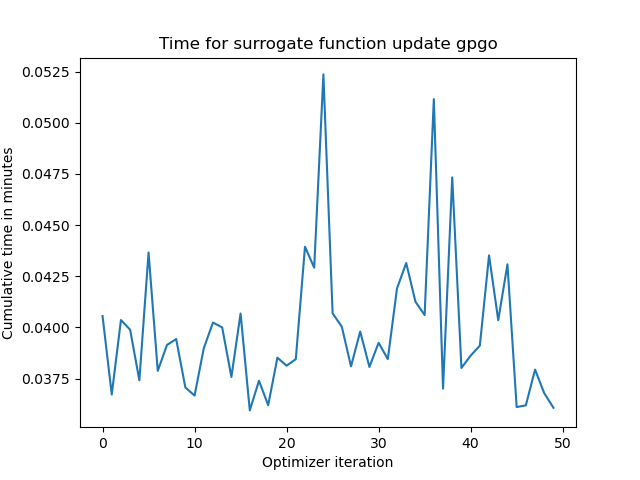 Time for surrogate function update gpgo
Cumulative time in minutes
0.0525
0.0500
0.0475
0.0450
0.0425
0.0400
0.0375
0 10 20 30 40 50
Optimizer iteration